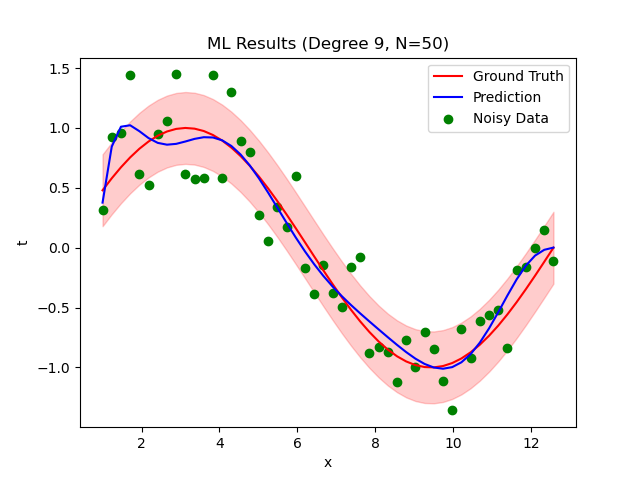 ML Results (Degree 9, N=50)
Ground Truth
Prediction
Noisy Data
1.5
1.0
0.5
0.0
−0.5
−1.0
t
2
4
6
8
10
12
x